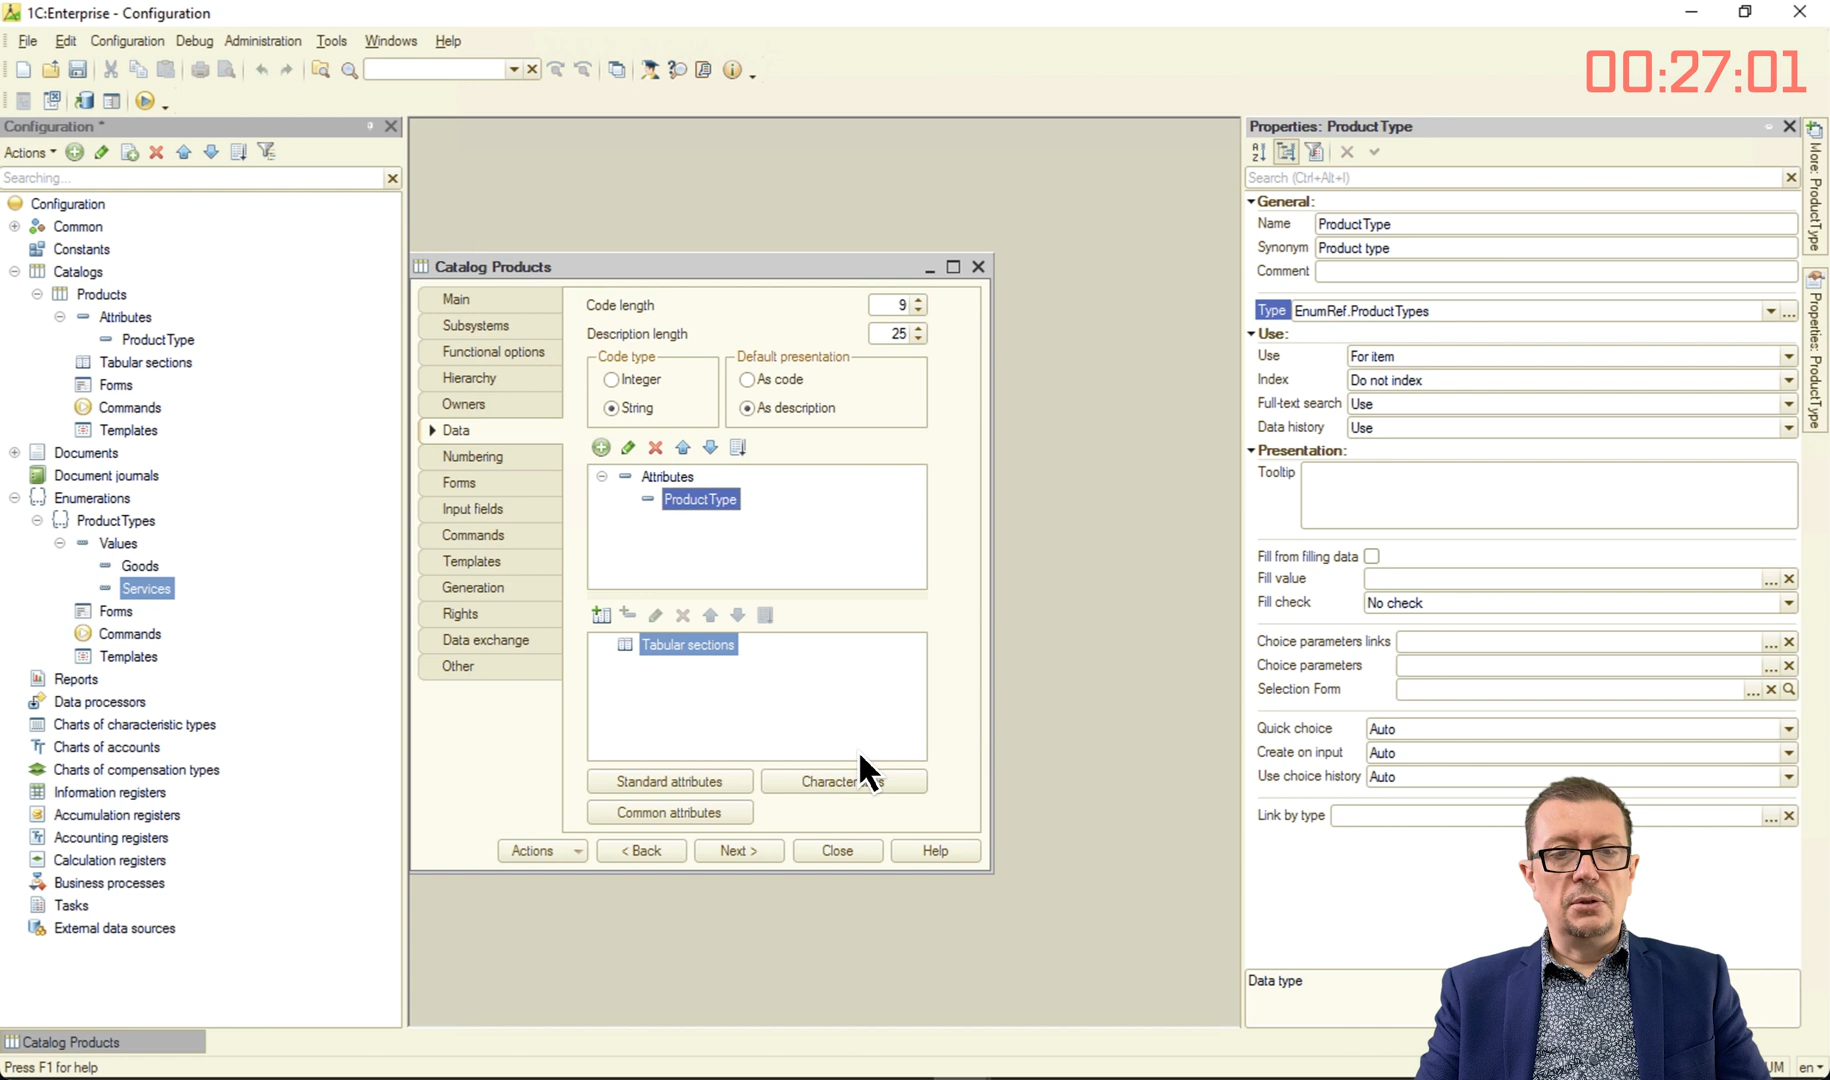 1C:Enterprise - Configuration
File Edit Configuration Debug Administration Tools Windows Help
00:27:01
Configuration *
Actions
Searching...
Configuration
Common
Constants
Catalogs
Products
Attributes
ProductType
Tabular sections
Forms
Commands
Templates
Documents
Document journals
Enumerations
ProductTypes
Values
Goods
Services
Forms
Commands
Templates
Reports
Data processors
Charts of characteristic types
Charts of accounts
Charts of compensation types
Information registers
Accumulation registers
Accounting registers
Calculation registers
Business processes
Tasks
External data sources
Catalog Products
Main
Subsystems
Functional options
Hierarchy
Owners
Data
Numbering
Forms
Input fields
Commands
Templates
Generation
Rights
Data exchange
Other
Code length 9
Description length 25
Code type
Integer
String
Default presentation
As code
As description
Attributes
ProductType
Tabular sections
Standard attributes
Common attributes
Actions < Back Next > Close Help
Properties: ProductType
Search (Ctrl+Alt+I)
General:
Name ProductType
Synonym Product type
Comment
Type EnumRef.ProductTypes
Use:
Use For item
Index Do not index
Full-text search Use
Data history Use
Presentation:
Tooltip
Fill from filling data
Fill value
Fill check No check
Choice parameters links
Choice parameters
Selection Form
Quick choice Auto
Create on input Auto
Use choice history Auto
Link by type
Data type
More: ProductType
Properties: ProductType
Catalog Products
Press F1 for help
en